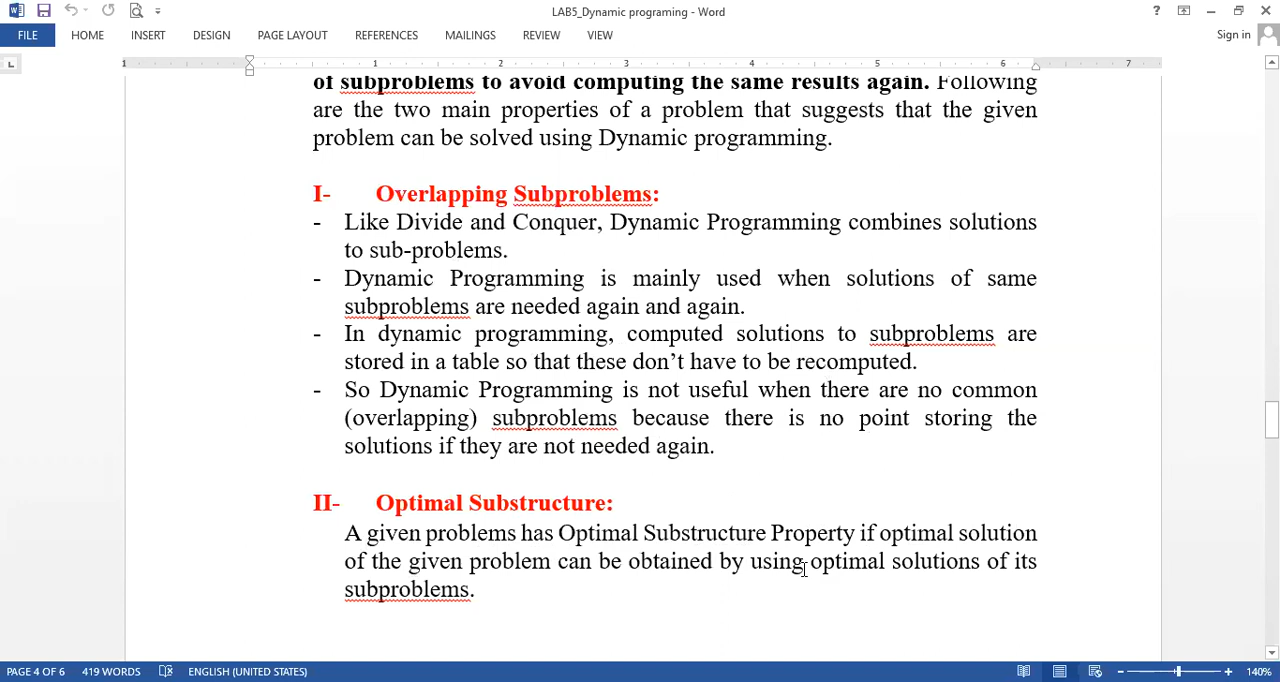 LAB5_Dynamic programing - Word
?
FILE HOME INSERT DESIGN PAGE LAYOUT REFERENCES MAILINGS REVIEW VIEW Sign in
1 1 2 3 4 5 6 7
of subproblems to avoid computing the same results again. Following
are the two main properties of a problem that suggests that the given
problem can be solved using Dynamic programming.
I- Overlapping Subproblems:
- Like Divide and Conquer, Dynamic Programming combines solutions
to sub-problems.
- Dynamic Programming is mainly used when solutions of same
subproblems are needed again and again.
- In dynamic programming, computed solutions to subproblems are
stored in a table so that these don’t have to be recomputed.
- So Dynamic Programming is not useful when there are no common
(overlapping) subproblems because there is no point storing the
solutions if they are not needed again.
II- Optimal Substructure:
A given problems has Optimal Substructure Property if optimal solution
of the given problem can be obtained by using optimal solutions of its
subproblems.
PAGE 4 OF 6 419 WORDS ENGLISH (UNITED STATES) 140%